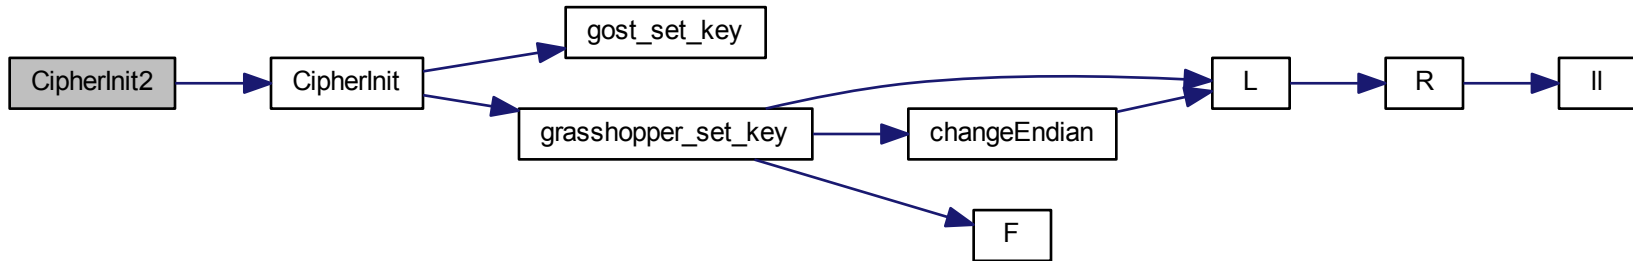 gost_set_key
CipherInit2
CipherInit
L
R
ll
grasshopper_set_key
changeEndian
F